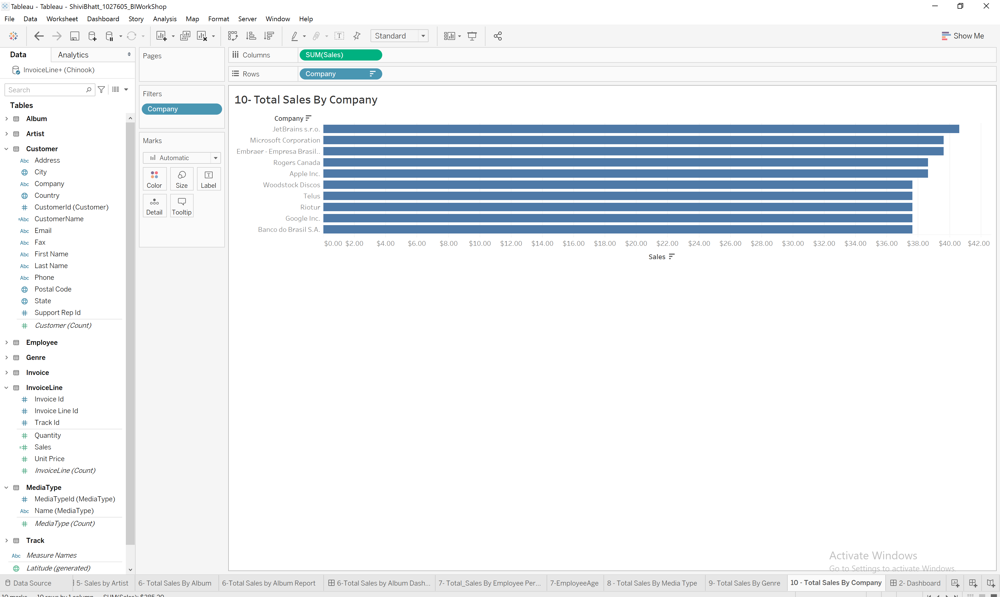 Tableau - Tableau - ShiviBhatt_1027605_BIWorkShop
File Data Worksheet Dashboard Story Analysis Map Format Server Window Help
Standard
Show Me
Data
Analytics
InvoiceLine+ (Chinook)
Search
Tables
Album
Artist
Customer
Abc Address
City
Abc Company
Country
CustomerId (Customer)
=Abc CustomerName
Abc Email
Abc Fax
Abc First Name
Abc Last Name
Abc Phone
Postal Code
State
Support Rep Id
Customer (Count)
Employee
Genre
Invoice
InvoiceLine
Invoice Id
Invoice Line Id
Track Id
Quantity
Sales
Unit Price
InvoiceLine (Count)
MediaType
MediaTypeId (MediaType)
Abc Name (MediaType)
MediaType (Count)
Track
Abc Measure Names
Latitude (generated)
Pages
Filters
Company
Marks
Automatic
Color Size Label
Detail Tooltip
Columns SUM(Sales)
Rows Company
10- Total Sales By Company
Company
JetBrains s.r.o.
Microsoft Corporation
Embraer - Empresa Brasil..
Rogers Canada
Apple Inc.
Woodstock Discos
Telus
Riotur
Google Inc.
Banco do Brasil S.A.
$0.00 $2.00 $4.00 $6.00 $8.00 $10.00 $12.00 $14.00 $16.00 $18.00 $20.00 $22.00 $24.00 $26.00 $28.00 $30.00 $32.00 $34.00 $36.00 $38.00 $40.00 $42.00
Sales
Activate Windows
Go to Settings to activate Windows.
Data Source 5- Sales by Artist 6- Total Sales By Album 6-Total Sales by Album Report 6-Total Sales by Album Dash... 7- Total_Sales By Employee Per... 7-EmployeeAge 8 - Total Sales By Media Type 9- Total Sales By Genre 10 - Total Sales By Company 2- Dashboard
10 marks 10 rows by 1 column SUM(Sales): $385.20